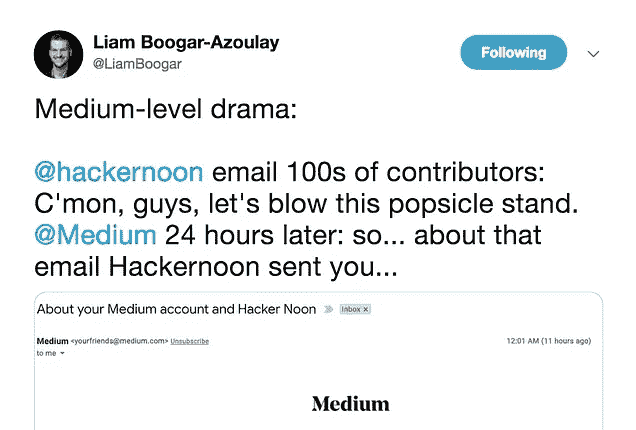 Liam Boogar-Azoulay
@LiamBoogar
Following
Medium-level drama:
@hackernoon email 100s of contributors:
C'mon, guys, let's blow this popsicle stand.
@Medium 24 hours later: so... about that
email Hackernoon sent you...
About your Medium account and Hacker Noon Inbox x
Medium <yourfriends@medium.com> Unsubscribe 12:01 AM (11 hours ago)
to me
Medium